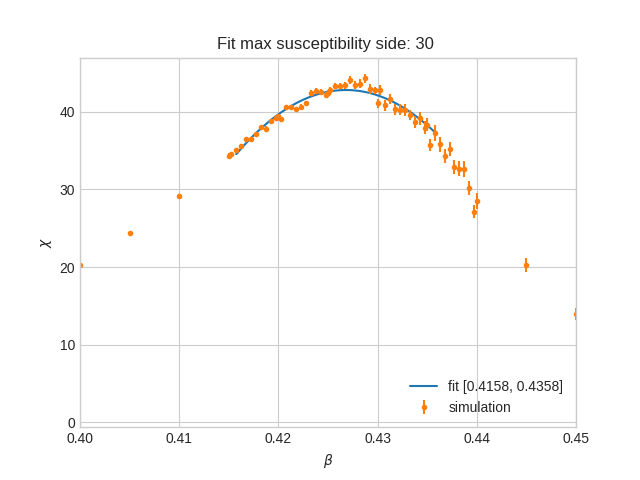 Fit max susceptibility side: 30
40
30
20
10
0
χ
fit [0.4158, 0.4358]
simulation
0.40 0.41 0.42 0.43 0.44 0.45
β